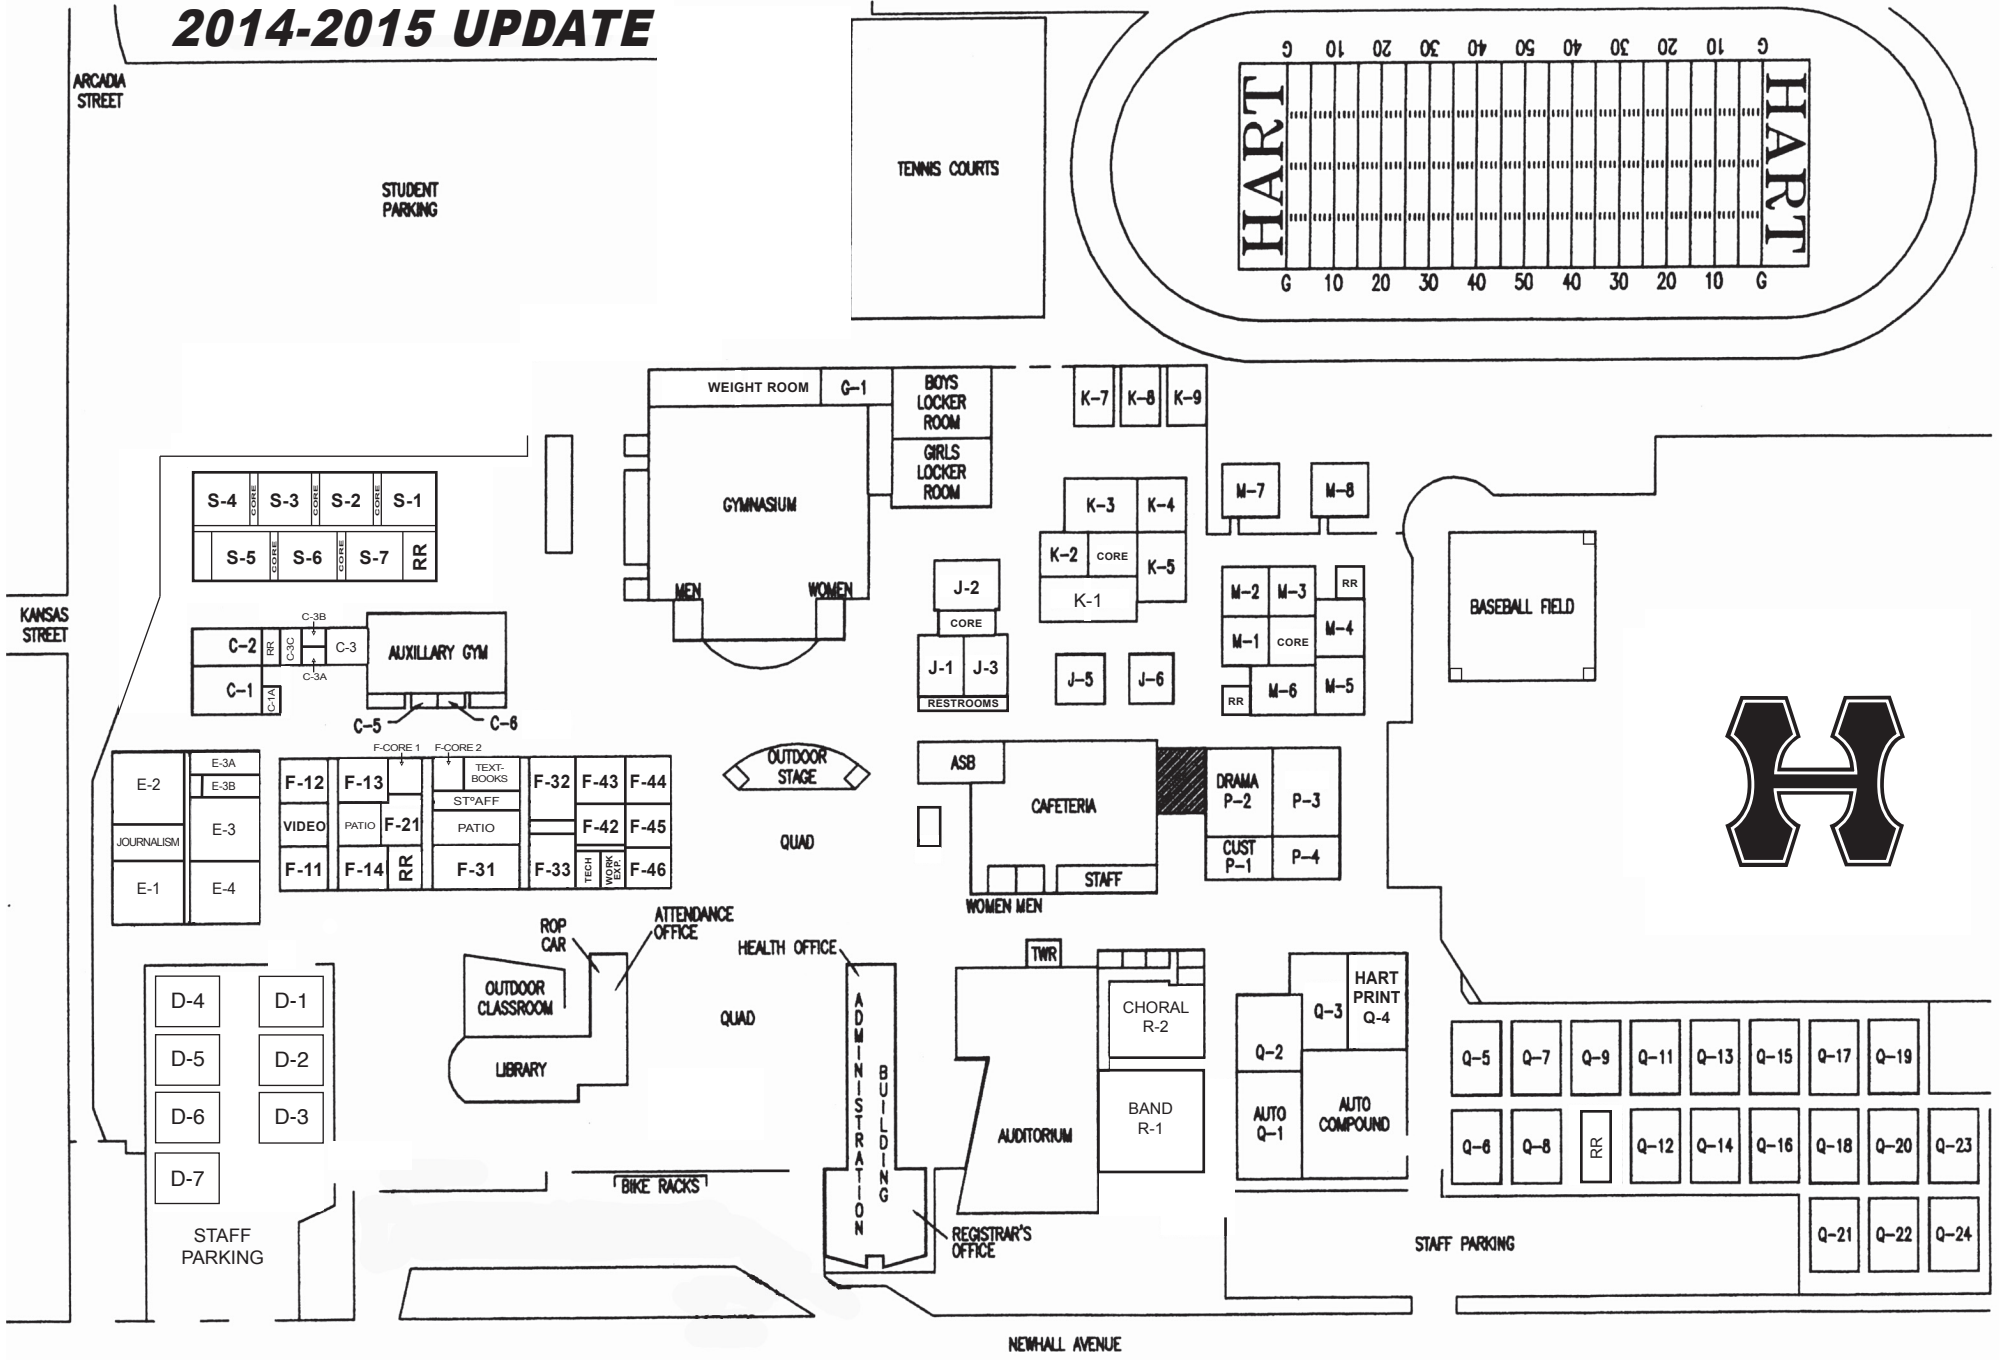 2014-2015 UPDATE
ARCADIA
STREET
STUDENT
PARKING
TENNIS COURTS
G 10 20 30 40 50 40 30 20 10 G
HART
HART
G 10 20 30 40 50 40 30 20 10 G
WEIGHT ROOM
G-1
BOYS
LOCKER
ROOM
GIRLS
LOCKER
ROOM
GYMNASIUM
MEN
WOMEN
K-7
K-8
K-9
K-3
K-4
K-2
CORE
K-5
K-1
M-7
M-8
M-2
M-3
RR
M-1
CORE
M-4
RR
M-6
M-5
BASEBALL FIELD
S-4
CORE
S-3
CORE
S-2
CORE
S-1
S-5
CORE
S-6
CORE
S-7
RR
KANSAS
STREET
C-2
RR
C-3C
C-3B
C-3A
C-3
C-1
C-1A
AUXILLARY GYM
C-5
C-6
J-2
CORE
J-1
J-3
RESTROOMS
J-5
J-6
E-2
E-3A
E-3B
E-3
JOURNALISM
E-1
E-4
F-CORE 1
F-CORE 2
F-12
F-13
TEXT-
BOOKS
F-32
F-43
F-44
ST°AFF
VIDEO
PATIO
F-21
PATIO
F-42
F-45
F-11
F-14
RR
F-31
F-33
TECH
WORK
EXP.
F-46
OUTDOOR
STAGE
QUAD
ASB
CAFETERIA
STAFF
WOMEN MEN
DRAMA
P-2
P-3
CUST
P-1
P-4
D-4
D-1
D-5
D-2
D-6
D-3
D-7
STAFF
PARKING
ROP
CAR
ATTENDANCE
OFFICE
OUTDOOR
CLASSROOM
LIBRARY
QUAD
HEALTH OFFICE
ADMINISTRATION
BUILDING
REGISTRAR'S
OFFICE
BIKE RACKS
TWR
AUDITORIUM
CHORAL
R-2
BAND
R-1
Q-3
HART
PRINT
Q-4
Q-2
AUTO
Q-1
AUTO
COMPOUND
Q-5
Q-7
Q-9
Q-11
Q-13
Q-15
Q-17
Q-19
Q-6
Q-8
RR
Q-12
Q-14
Q-16
Q-18
Q-20
Q-23
Q-21
Q-22
Q-24
STAFF PARKING
NEWHALL AVENUE
H